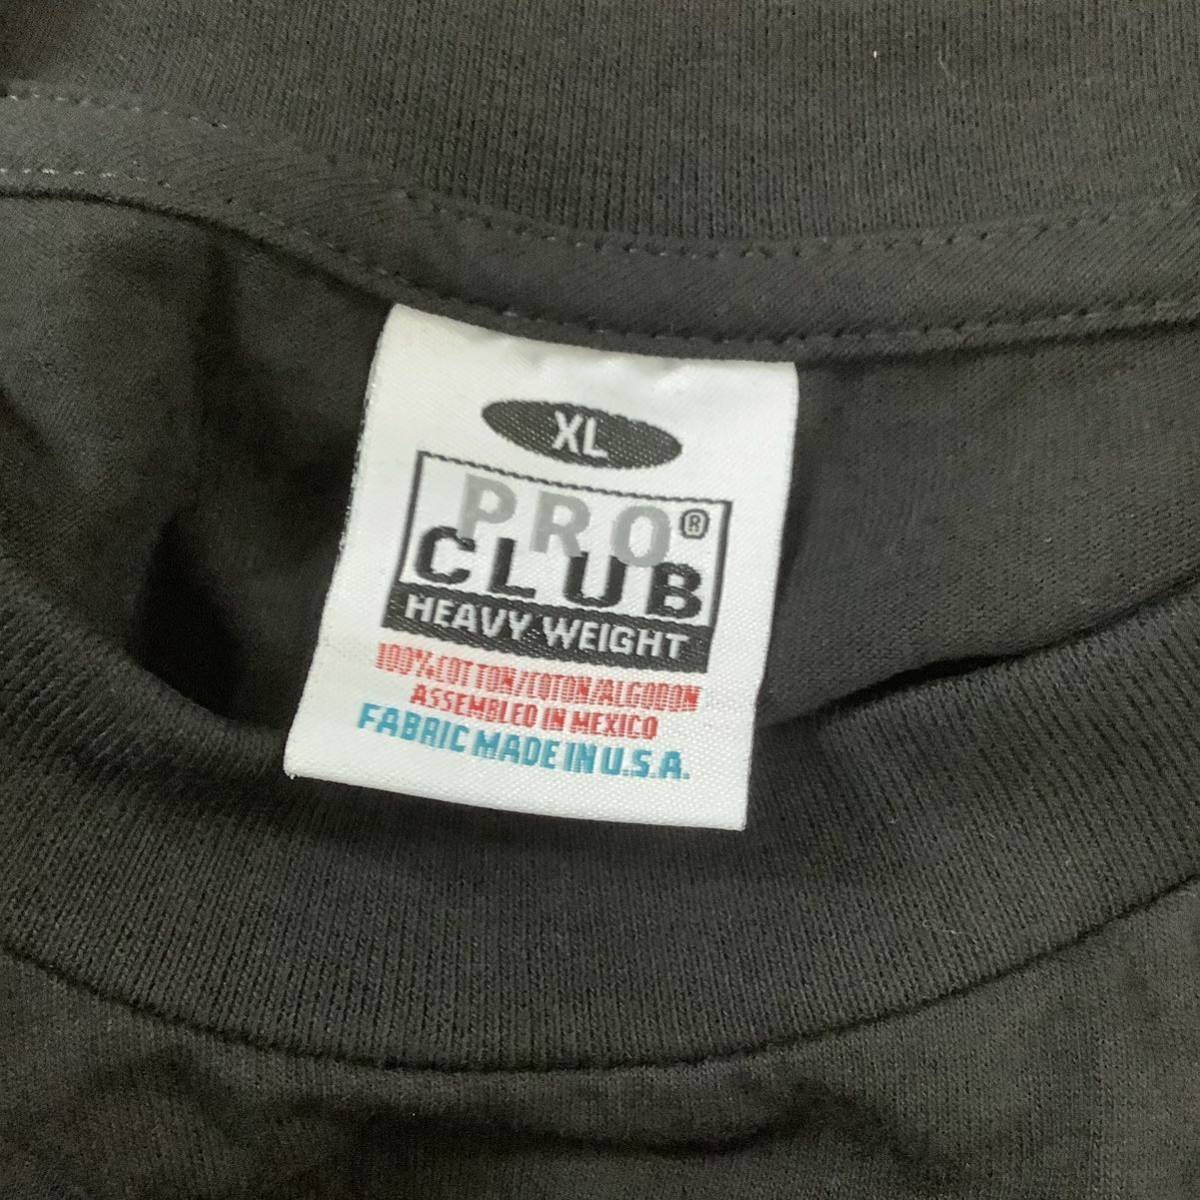 XL
PRO®
CLUB
HEAVY WEIGHT
100% COTTON/COTON/ALGODON
ASSEMBLED IN MEXICO
FABRIC MADE IN U.S.A.